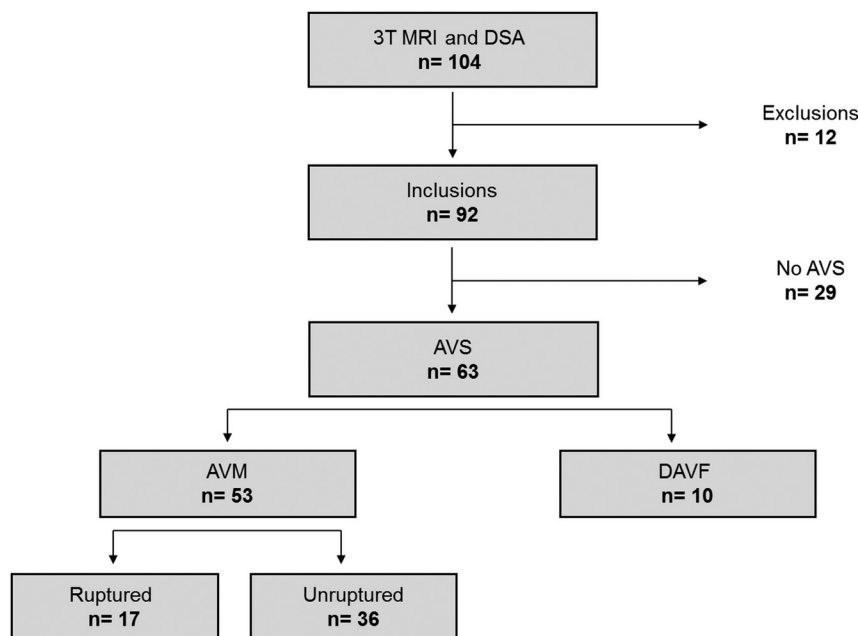 3T MRI and DSA
n= 104
Exclusions
n= 12
Inclusions
n= 92
No AVS
n= 29
AVS
n= 63
AVM
n= 53
DAVF
n= 10
Ruptured
n= 17
Unruptured
n= 36